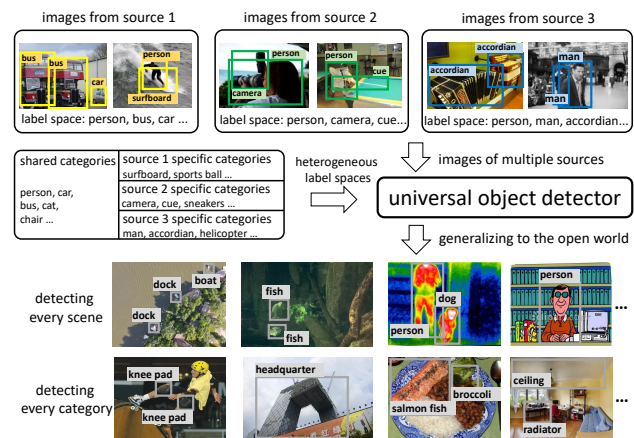 images from source 1
images from source 2
images from source 3
bus
bus
car
person
surfboard
person
camera
person
cue
accordian
accordian
man
man
label space: person, bus, car ...
label space: person, camera, cue...
label space: person, man, accordian...
shared categories
person, car,
bus, cat,
chair ...
source 1 specific categories
surfboard, sports ball ...
source 2 specific categories
camera, cue, sneakers ...
source 3 specific categories
man, accordian, helicopter ...
heterogeneous
label spaces
images of multiple sources
universal object detector
generalizing to the open world
detecting
every scene
dock
boat
dock
fish
fish
person
dog
person
...
detecting
every category
knee pad
knee pad
headquarter
salmon fish
broccoli
ceiling
radiator
...